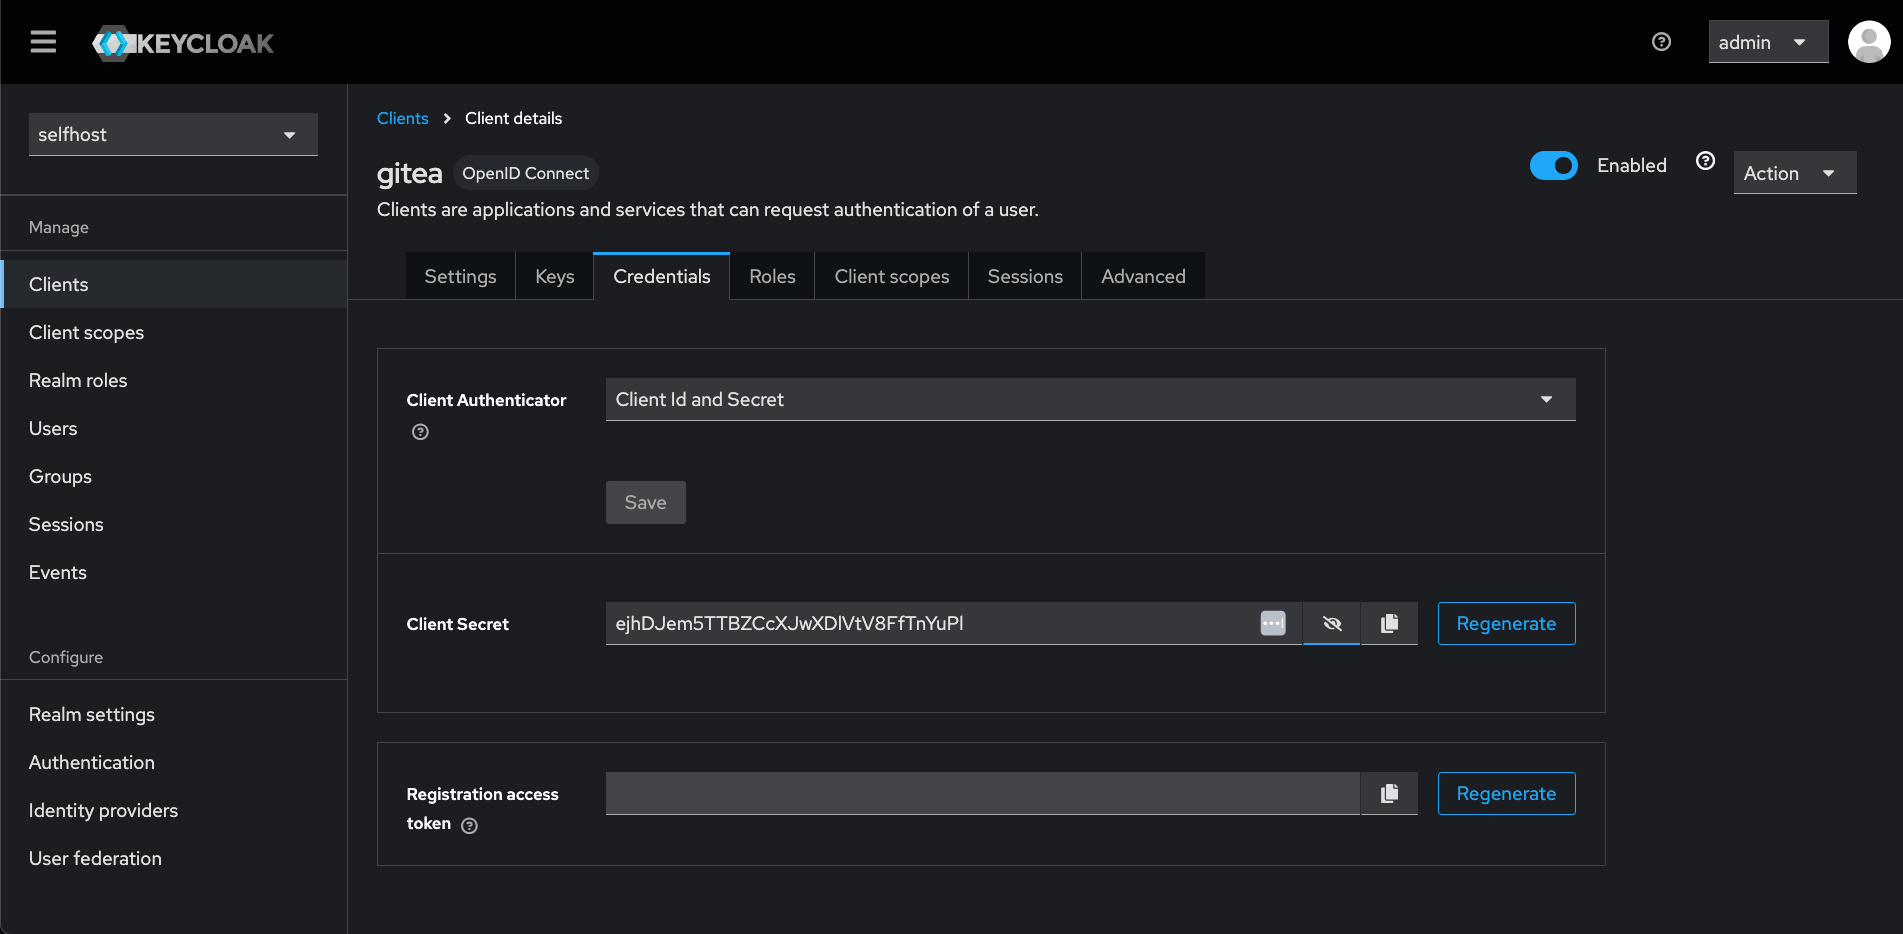 KEYCLOAK
admin
selfhost
Manage
Clients
Client scopes
Realm roles
Users
Groups
Sessions
Events
Configure
Realm settings
Authentication
Identity providers
User federation
Clients > Client details
gitea OpenID Connect
Enabled
Action
Clients are applications and services that can request authentication of a user.
Settings Keys Credentials Roles Client scopes Sessions Advanced
Client Authenticator
Client Id and Secret
Save
Client Secret
ejhDJem5TTBZCcXJwXDlVtV8FfTnYuPl
Regenerate
Registration access
token
Regenerate